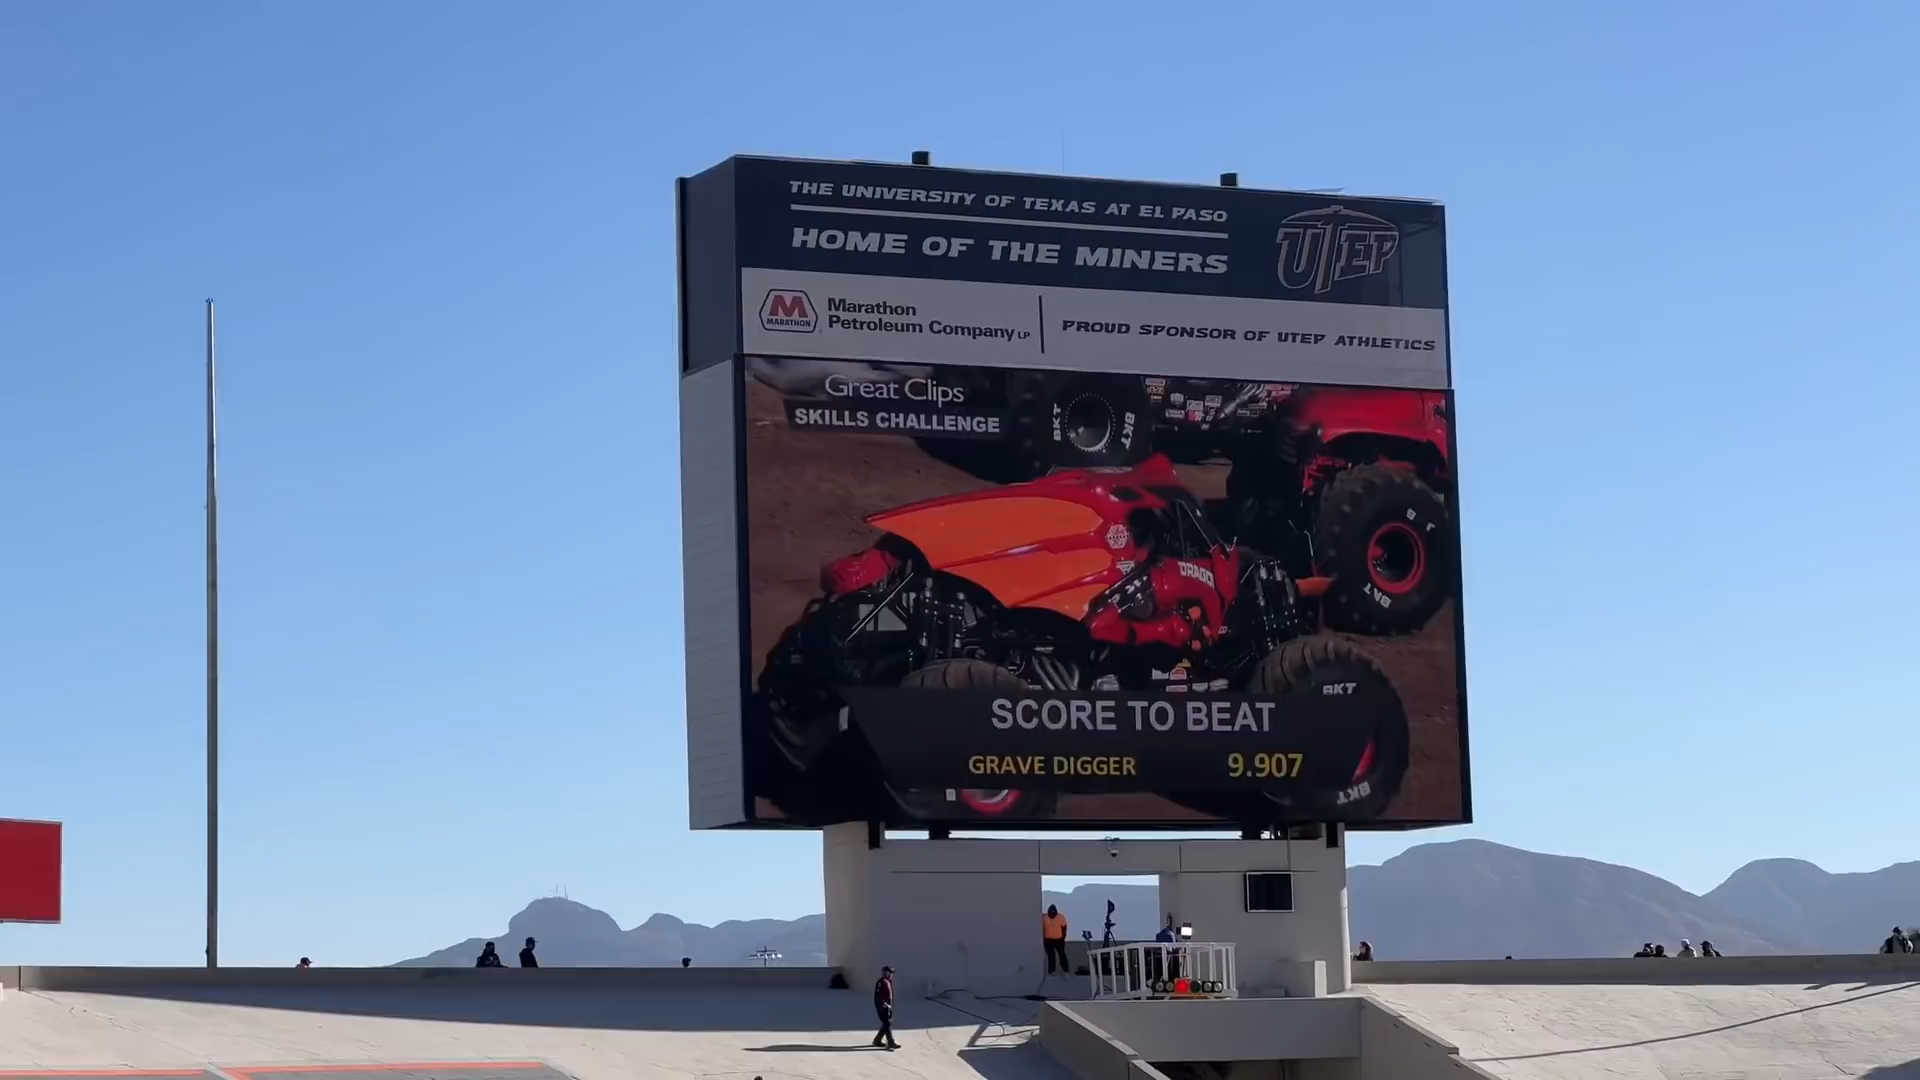 THE UNIVERSITY OF TEXAS AT EL PASO
HOME OF THE MINERS
UTEP
MARATHON
Marathon
Petroleum Company LP
PROUD SPONSOR OF UTEP ATHLETICS
Great Clips
SKILLS CHALLENGE
BKT
BKT
DRAGON
BKT
BKT
SCORE TO BEAT
GRAVE DIGGER 9.907
BKT